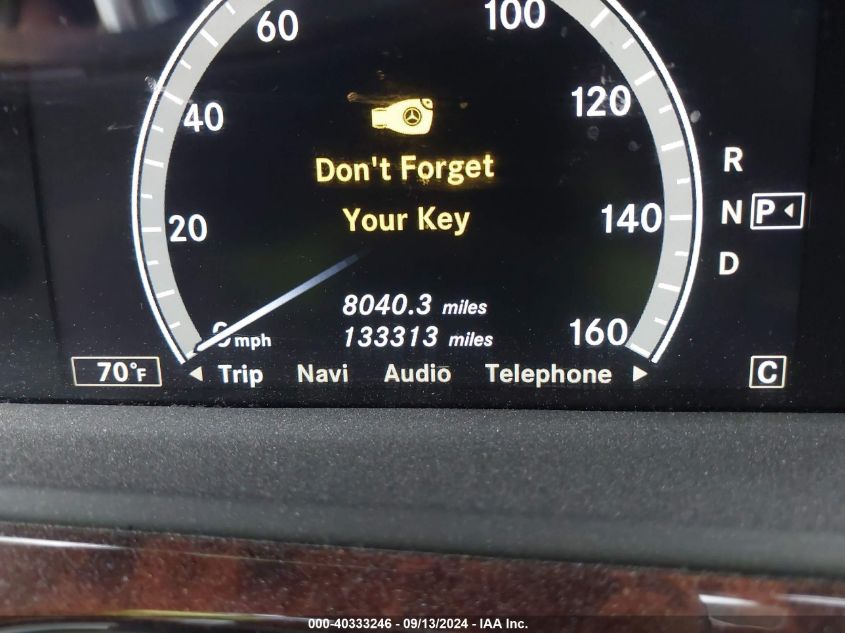 60
100
40
120
Don't Forget
R
Your Key
20
140
N P
D
8040.3 miles
0 mph
133313 miles
160
70°F
Trip Navi Audio Telephone
C
000-40333246 - 09/13/2024 - IAA Inc.